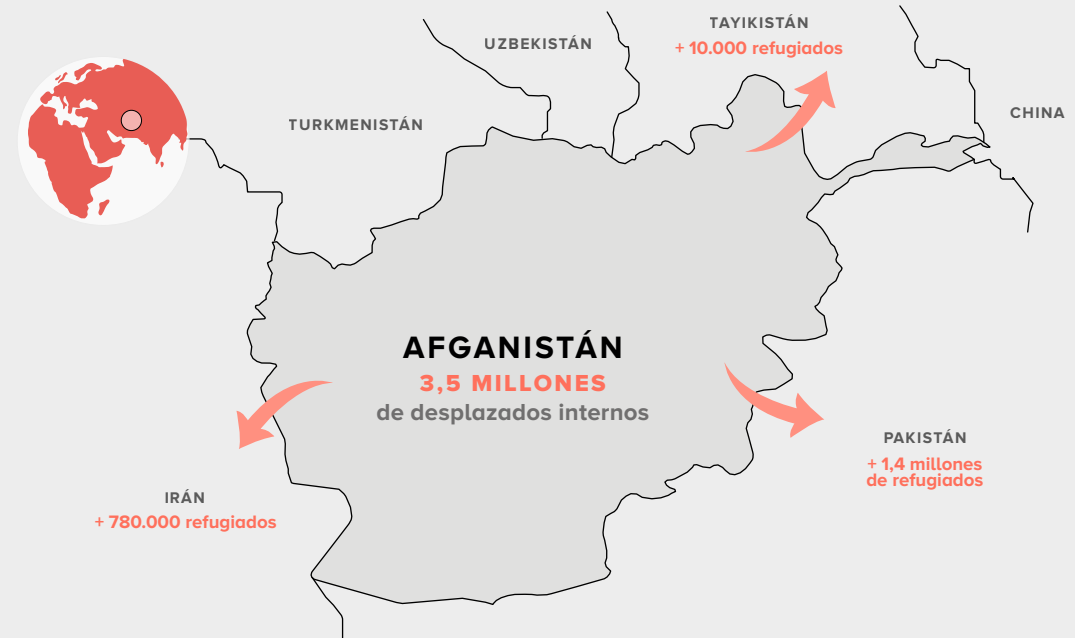 TAYIKISTÁN
+ 10.000 refugiados
UZBEKISTÁN
CHINA
TURKMENISTÁN
AFGANISTÁN
3,5 MILLONES
de desplazados internos
PAKISTÁN
+ 1,4 millones
de refugiados
IRÁN
+ 780.000 refugiados